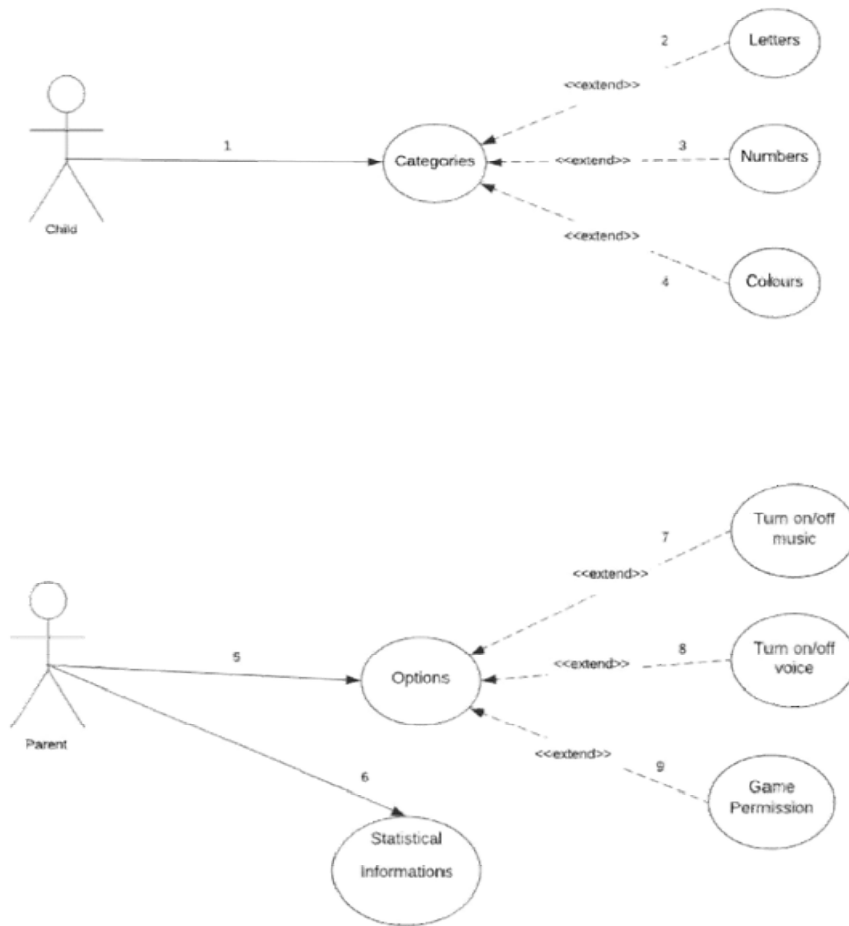 2
Letters
<<extend>>
1
Categories
<<extend>>
3
Numbers
Child
<<extend>>
4
Colours
7
Turn on/off
music
<<extend>>
5
Options
<<extend>>
8
Turn on/off
voice
Parent
<<extend>>
9
Game
Permission
6
Statistical
Informations